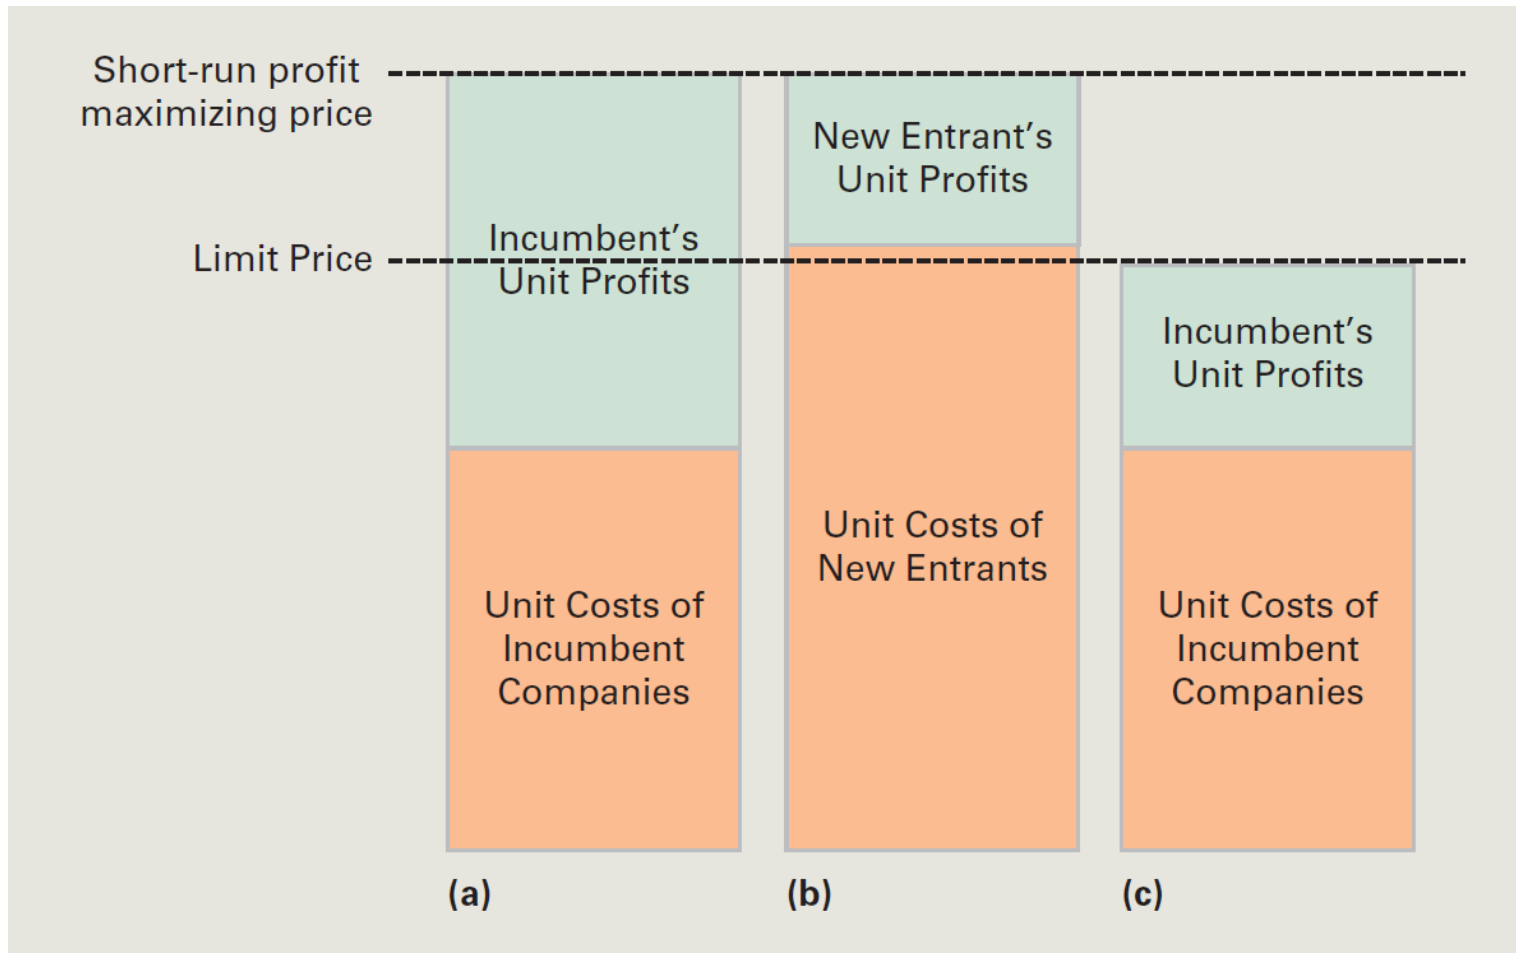 Short-run profit
maximizing price
Limit Price
Incumbent's
Unit Profits
Unit Costs of
Incumbent
Companies
New Entrant's
Unit Profits
Unit Costs of
New Entrants
Incumbent's
Unit Profits
Unit Costs of
Incumbent
Companies
(a)
(b)
(c)